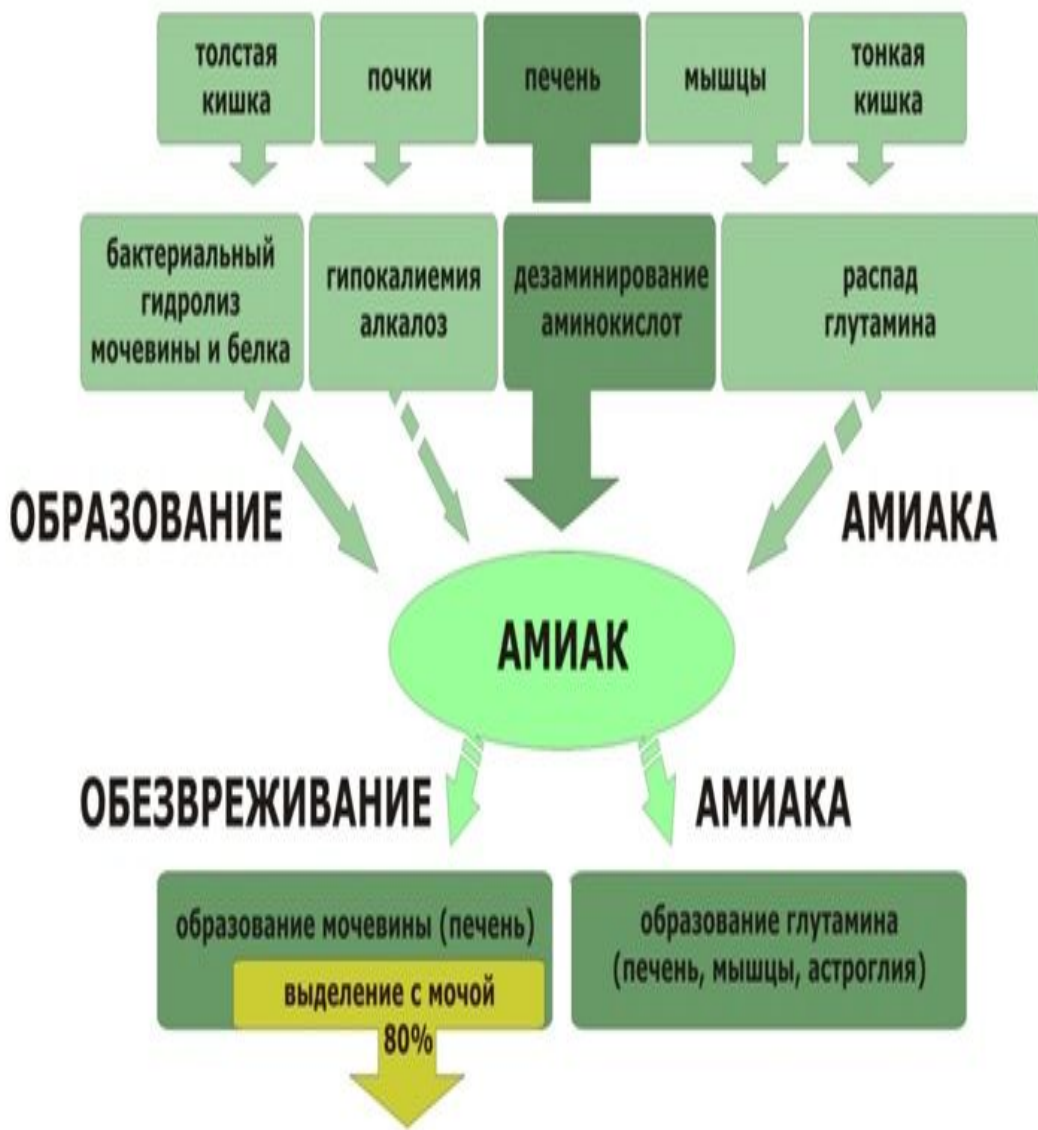 толстая
кишка
почки
печень
мышцы
тонкая
кишка
бактериальный
гидролиз
мочевины и белка
гипокалиемия
алкалоз
дезаминирование
аминокислот
распад
глутамина
ОБРАЗОВАНИЕ
АМИАКА
АМИАК
ОБЕЗВРЕЖИВАНИЕ
АМИАКА
образование мочевины (печень)
выделение с мочой
80%
образование глутамина
(печень, мышцы, астроглия)